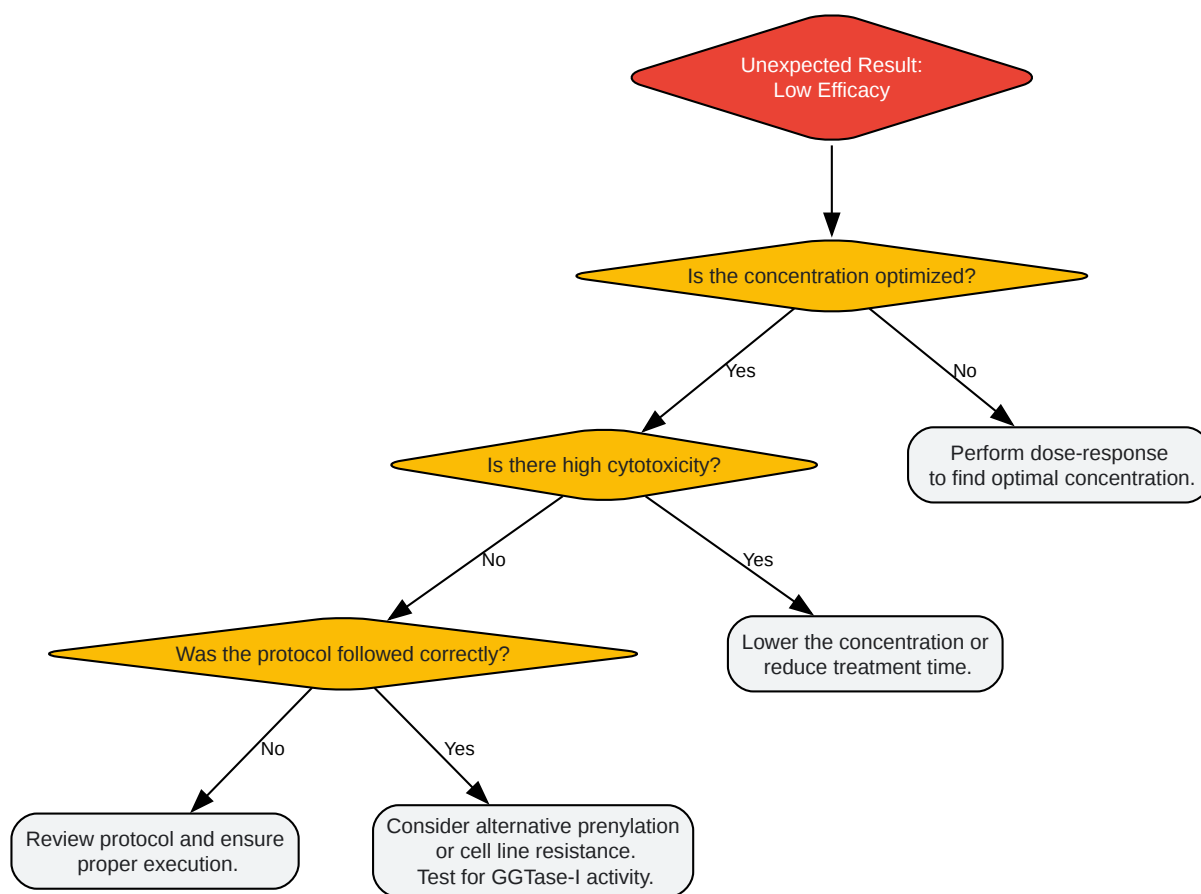 Unexpected Result:
Low Efficacy
Is the concentration optimized?
Yes
No
Is there high cytotoxicity?
Perform dose-response
to find optimal concentration.
No
Yes
Was the protocol followed correctly?
Lower the concentration or
reduce treatment time.
No
Yes
Review protocol and ensure
proper execution.
Consider alternative prenylation
or cell line resistance.
Test for GGTase-I activity.